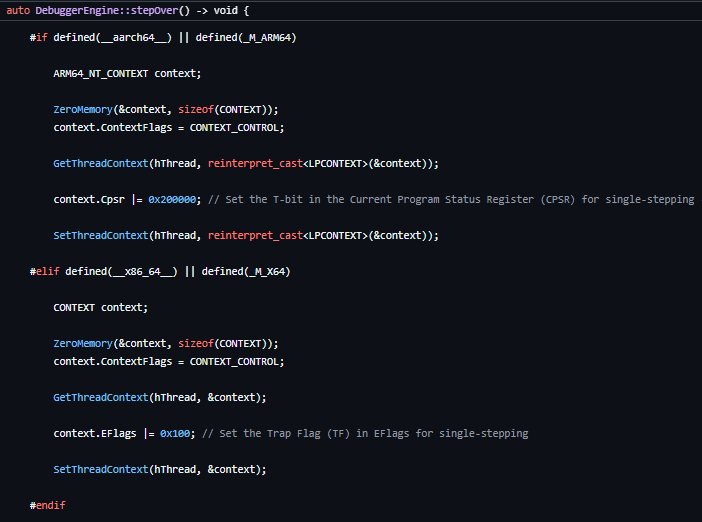 auto DebuggerEngine::stepOver() -> void {
#if defined(__aarch64__) || defined(_M_ARM64)
ARM64_NT_CONTEXT context;
ZeroMemory(&context, sizeof(CONTEXT));
context.ContextFlags = CONTEXT_CONTROL;
GetThreadContext(hThread, reinterpret_cast<LPCONTEXT>(&context));
context.Cpsr |= 0x200000; // Set the T-bit in the Current Program Status Register (CPSR) for single-stepping
SetThreadContext(hThread, reinterpret_cast<LPCONTEXT>(&context));
#elif defined(__x86_64__) || defined(_M_X64)
CONTEXT context;
ZeroMemory(&context, sizeof(CONTEXT));
context.ContextFlags = CONTEXT_CONTROL;
GetThreadContext(hThread, &context);
context.EFlags |= 0x100; // Set the Trap Flag (TF) in EFlags for single-stepping
SetThreadContext(hThread, &context);
#endif